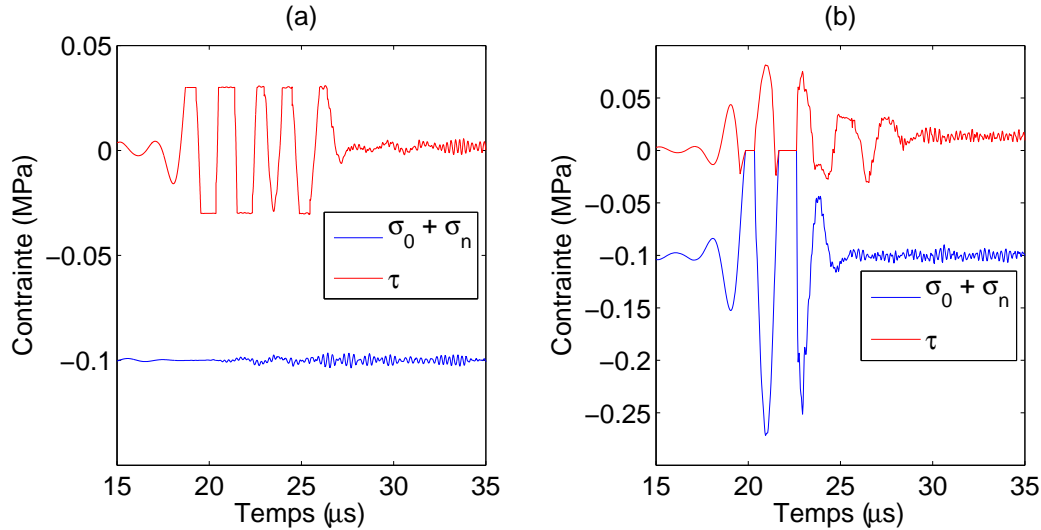 (a)
0.05
0
−0.05
−0.1
15
20
25
30
35
Contrainte (MPa)
Temps (μs)
σ0 + σn
τ
(b)
0.05
0
−0.05
−0.1
−0.15
−0.2
−0.25
15
20
25
30
35
Contrainte (MPa)
Temps (μs)
σ0 + σn
τ